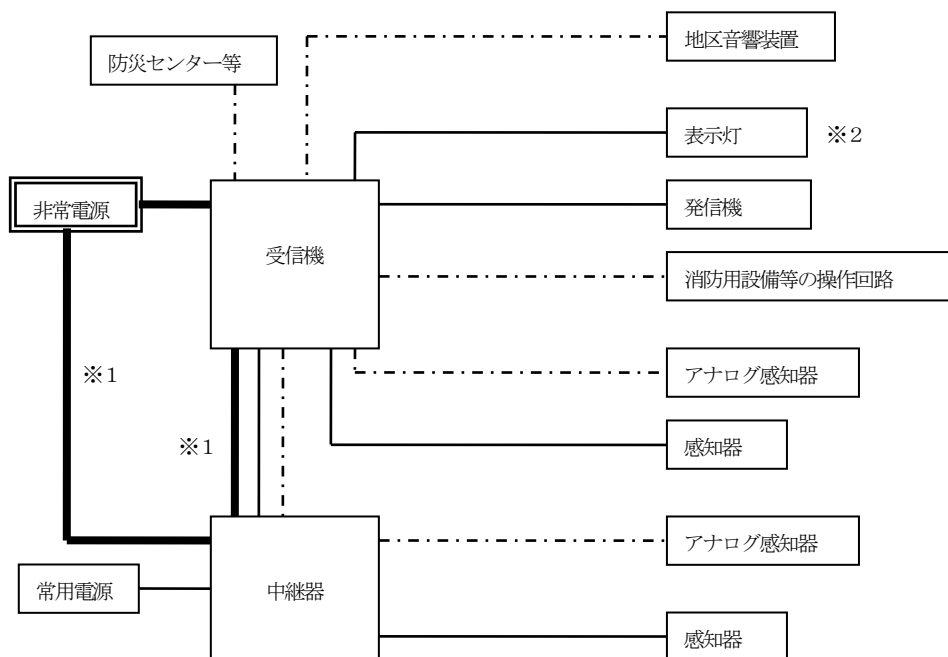 地区音響装置
防災センター等
表示灯
※2
非常電源
発信機
受信機
消防用設備等の操作回路
※1
アナログ感知器
※1
感知器
アナログ感知器
常用電源
中継器
感知器